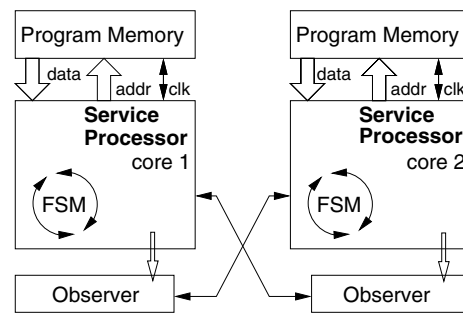 Program Memory
data
addr
clk
Service
Processor
core 1
FSM
Observer
Program Memory
data
addr
clk
Service
Processor
core 2
FSM
Observer